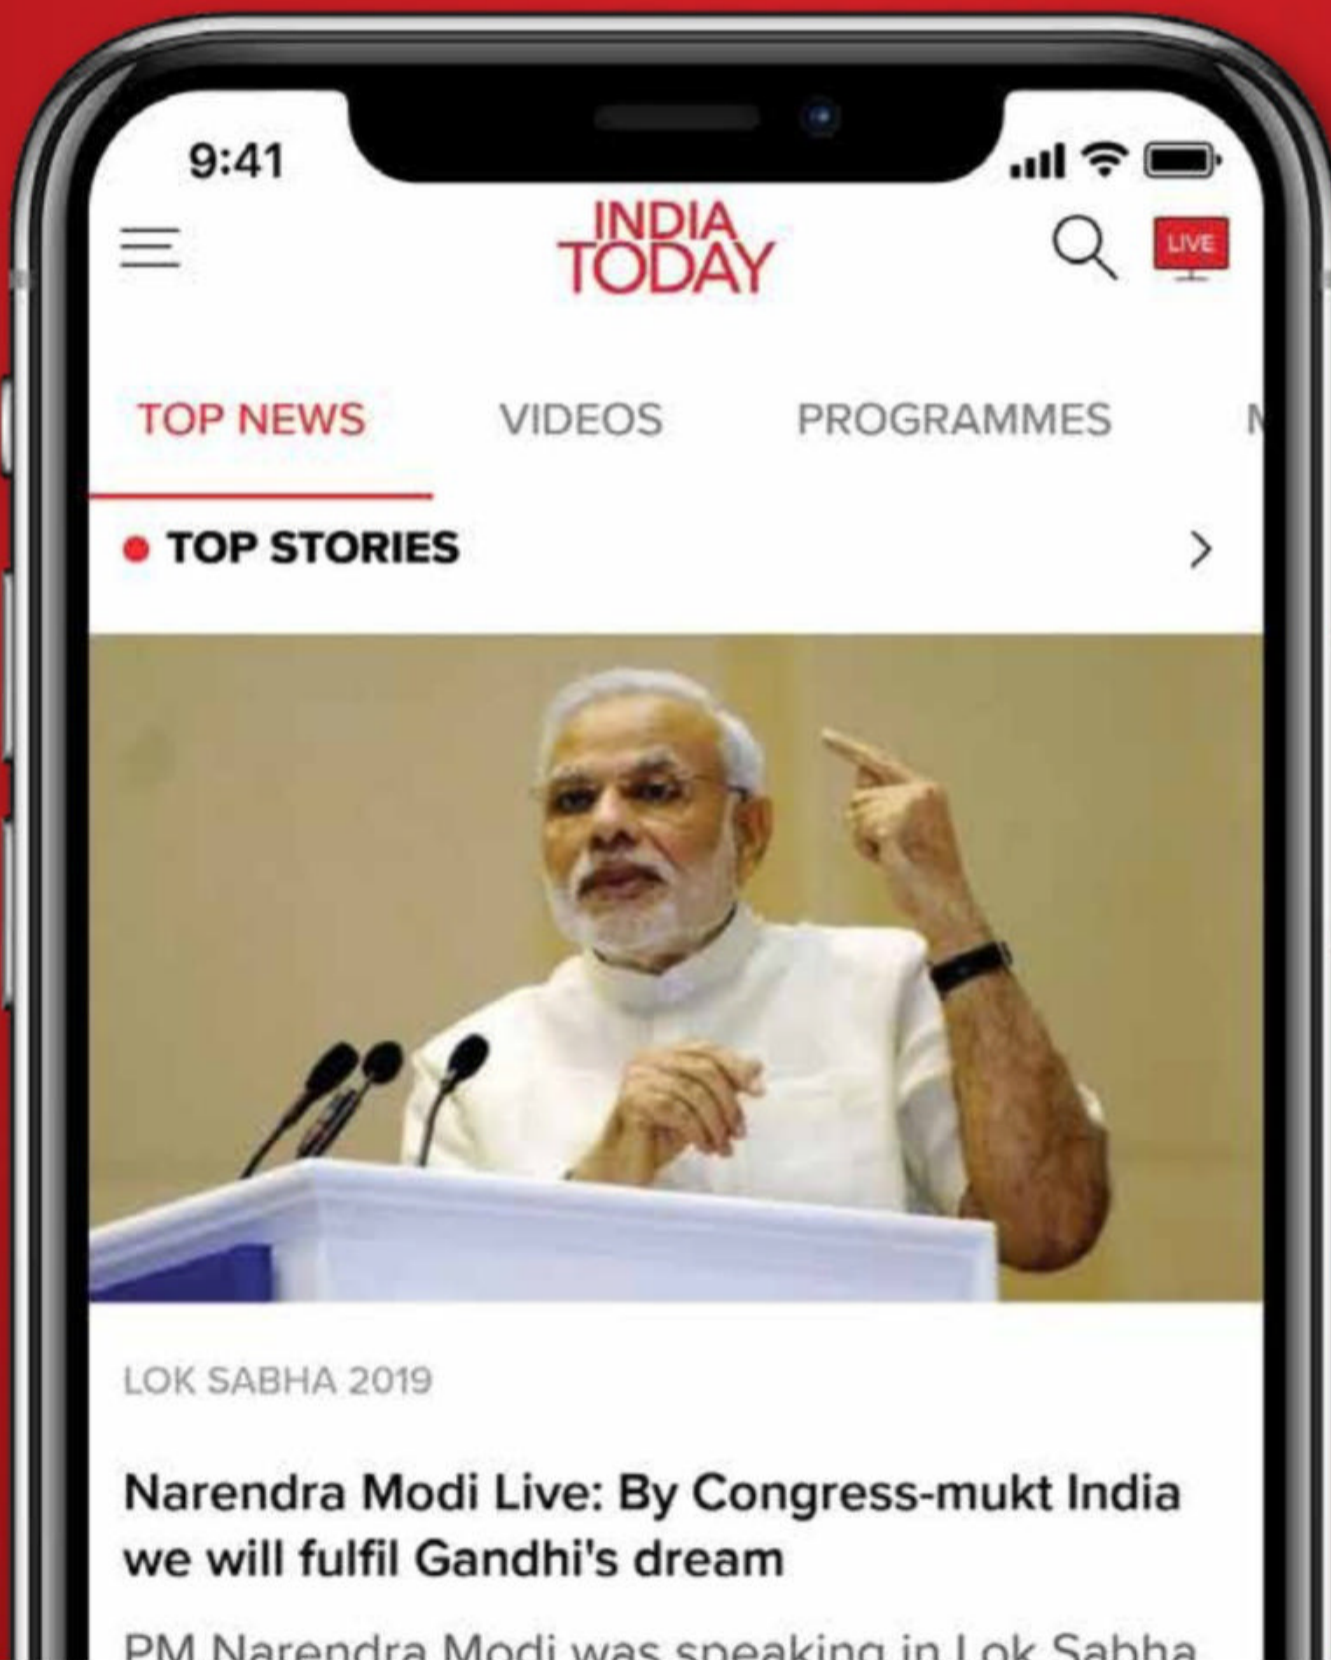 9:41
INDIA
TODAY
LIVE
TOP NEWS VIDEOS PROGRAMMES
TOP STORIES
LOK SABHA 2019
Narendra Modi Live: By Congress-mukt India
we will fulfil Gandhi's dream
PM Narendra Modi was speaking in Lok Sabha